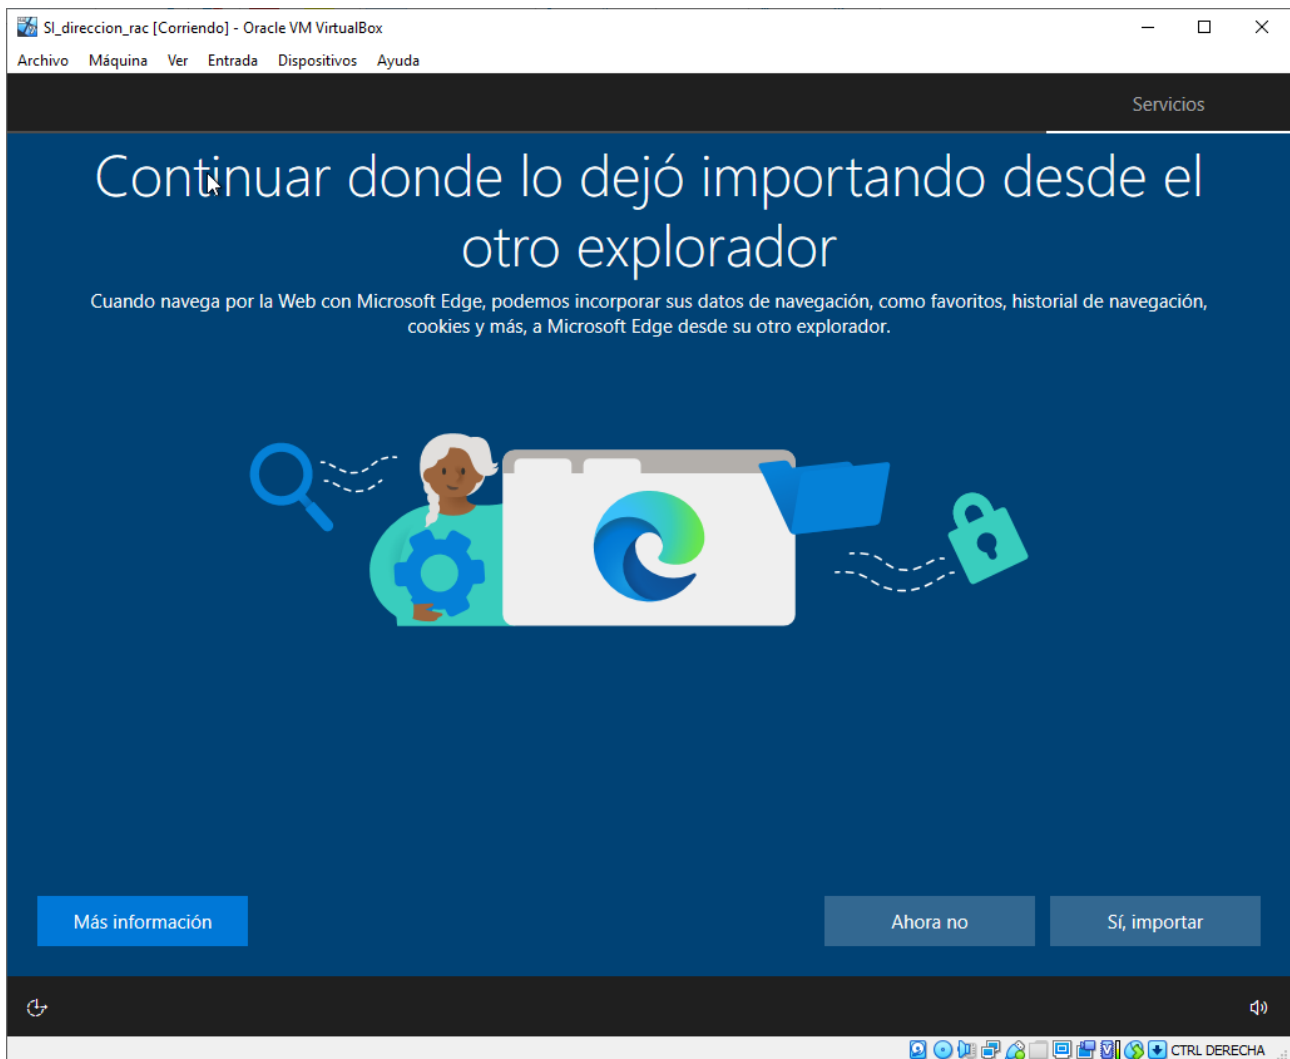 SI_direccion_rac [Corriendo] - Oracle VM VirtualBox
Archivo Máquina Ver Entrada Dispositivos Ayuda
Servicios
Continuar donde lo dejó importando desde el
otro explorador
Cuando navega por la Web con Microsoft Edge, podemos incorporar sus datos de navegación, como favoritos, historial de navegación,
cookies y más, a Microsoft Edge desde su otro explorador.
Más información Ahora no Sí, importar
CTRL DERECHA